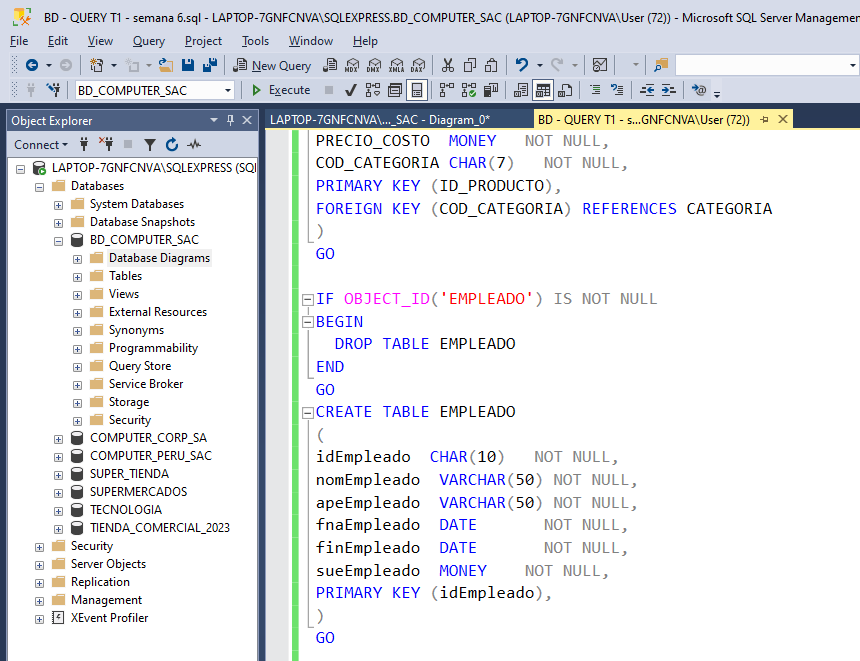 BD - QUERY T1 - semana 6.sql - LAPTOP-7GNFCNVA\SQLEXPRESS.BD_COMPUTER_SAC (LAPTOP-7GNFCNVA\User (72)) - Microsoft SQL Server Managemen
File Edit View Query Project Tools Window Help
New Query MDX DMX XMLA DAX
BD_COMPUTER_SAC Execute
Object Explorer
Connect
LAPTOP-7GNFCNVA\SQLEXPRESS (SQL
Databases
System Databases
Database Snapshots
BD_COMPUTER_SAC
Database Diagrams
Tables
Views
External Resources
Synonyms
Programmability
Query Store
Service Broker
Storage
Security
COMPUTER_CORP_SA
COMPUTER_PERU_SAC
SUPER_TIENDA
SUPERMERCADOS
TECNOLOGIA
TIENDA_COMERCIAL_2023
Security
Server Objects
Replication
Management
XEvent Profiler
LAPTOP-7GNFCNVA\..._SAC - Diagram_0*
BD - QUERY T1 - s...GNFCNVA\User (72))
PRECIO_COSTO MONEY NOT NULL,
COD_CATEGORIA CHAR(7) NOT NULL,
PRIMARY KEY (ID_PRODUCTO),
FOREIGN KEY (COD_CATEGORIA) REFERENCES CATEGORIA
)
GO
IF OBJECT_ID('EMPLEADO') IS NOT NULL
BEGIN
DROP TABLE EMPLEADO
END
GO
CREATE TABLE EMPLEADO
(
idEmpleado CHAR(10) NOT NULL,
nomEmpleado VARCHAR(50) NOT NULL,
apeEmpleado VARCHAR(50) NOT NULL,
fnaEmpleado DATE NOT NULL,
finEmpleado DATE NOT NULL,
sueEmpleado MONEY NOT NULL,
PRIMARY KEY (idEmpleado),
)
GO